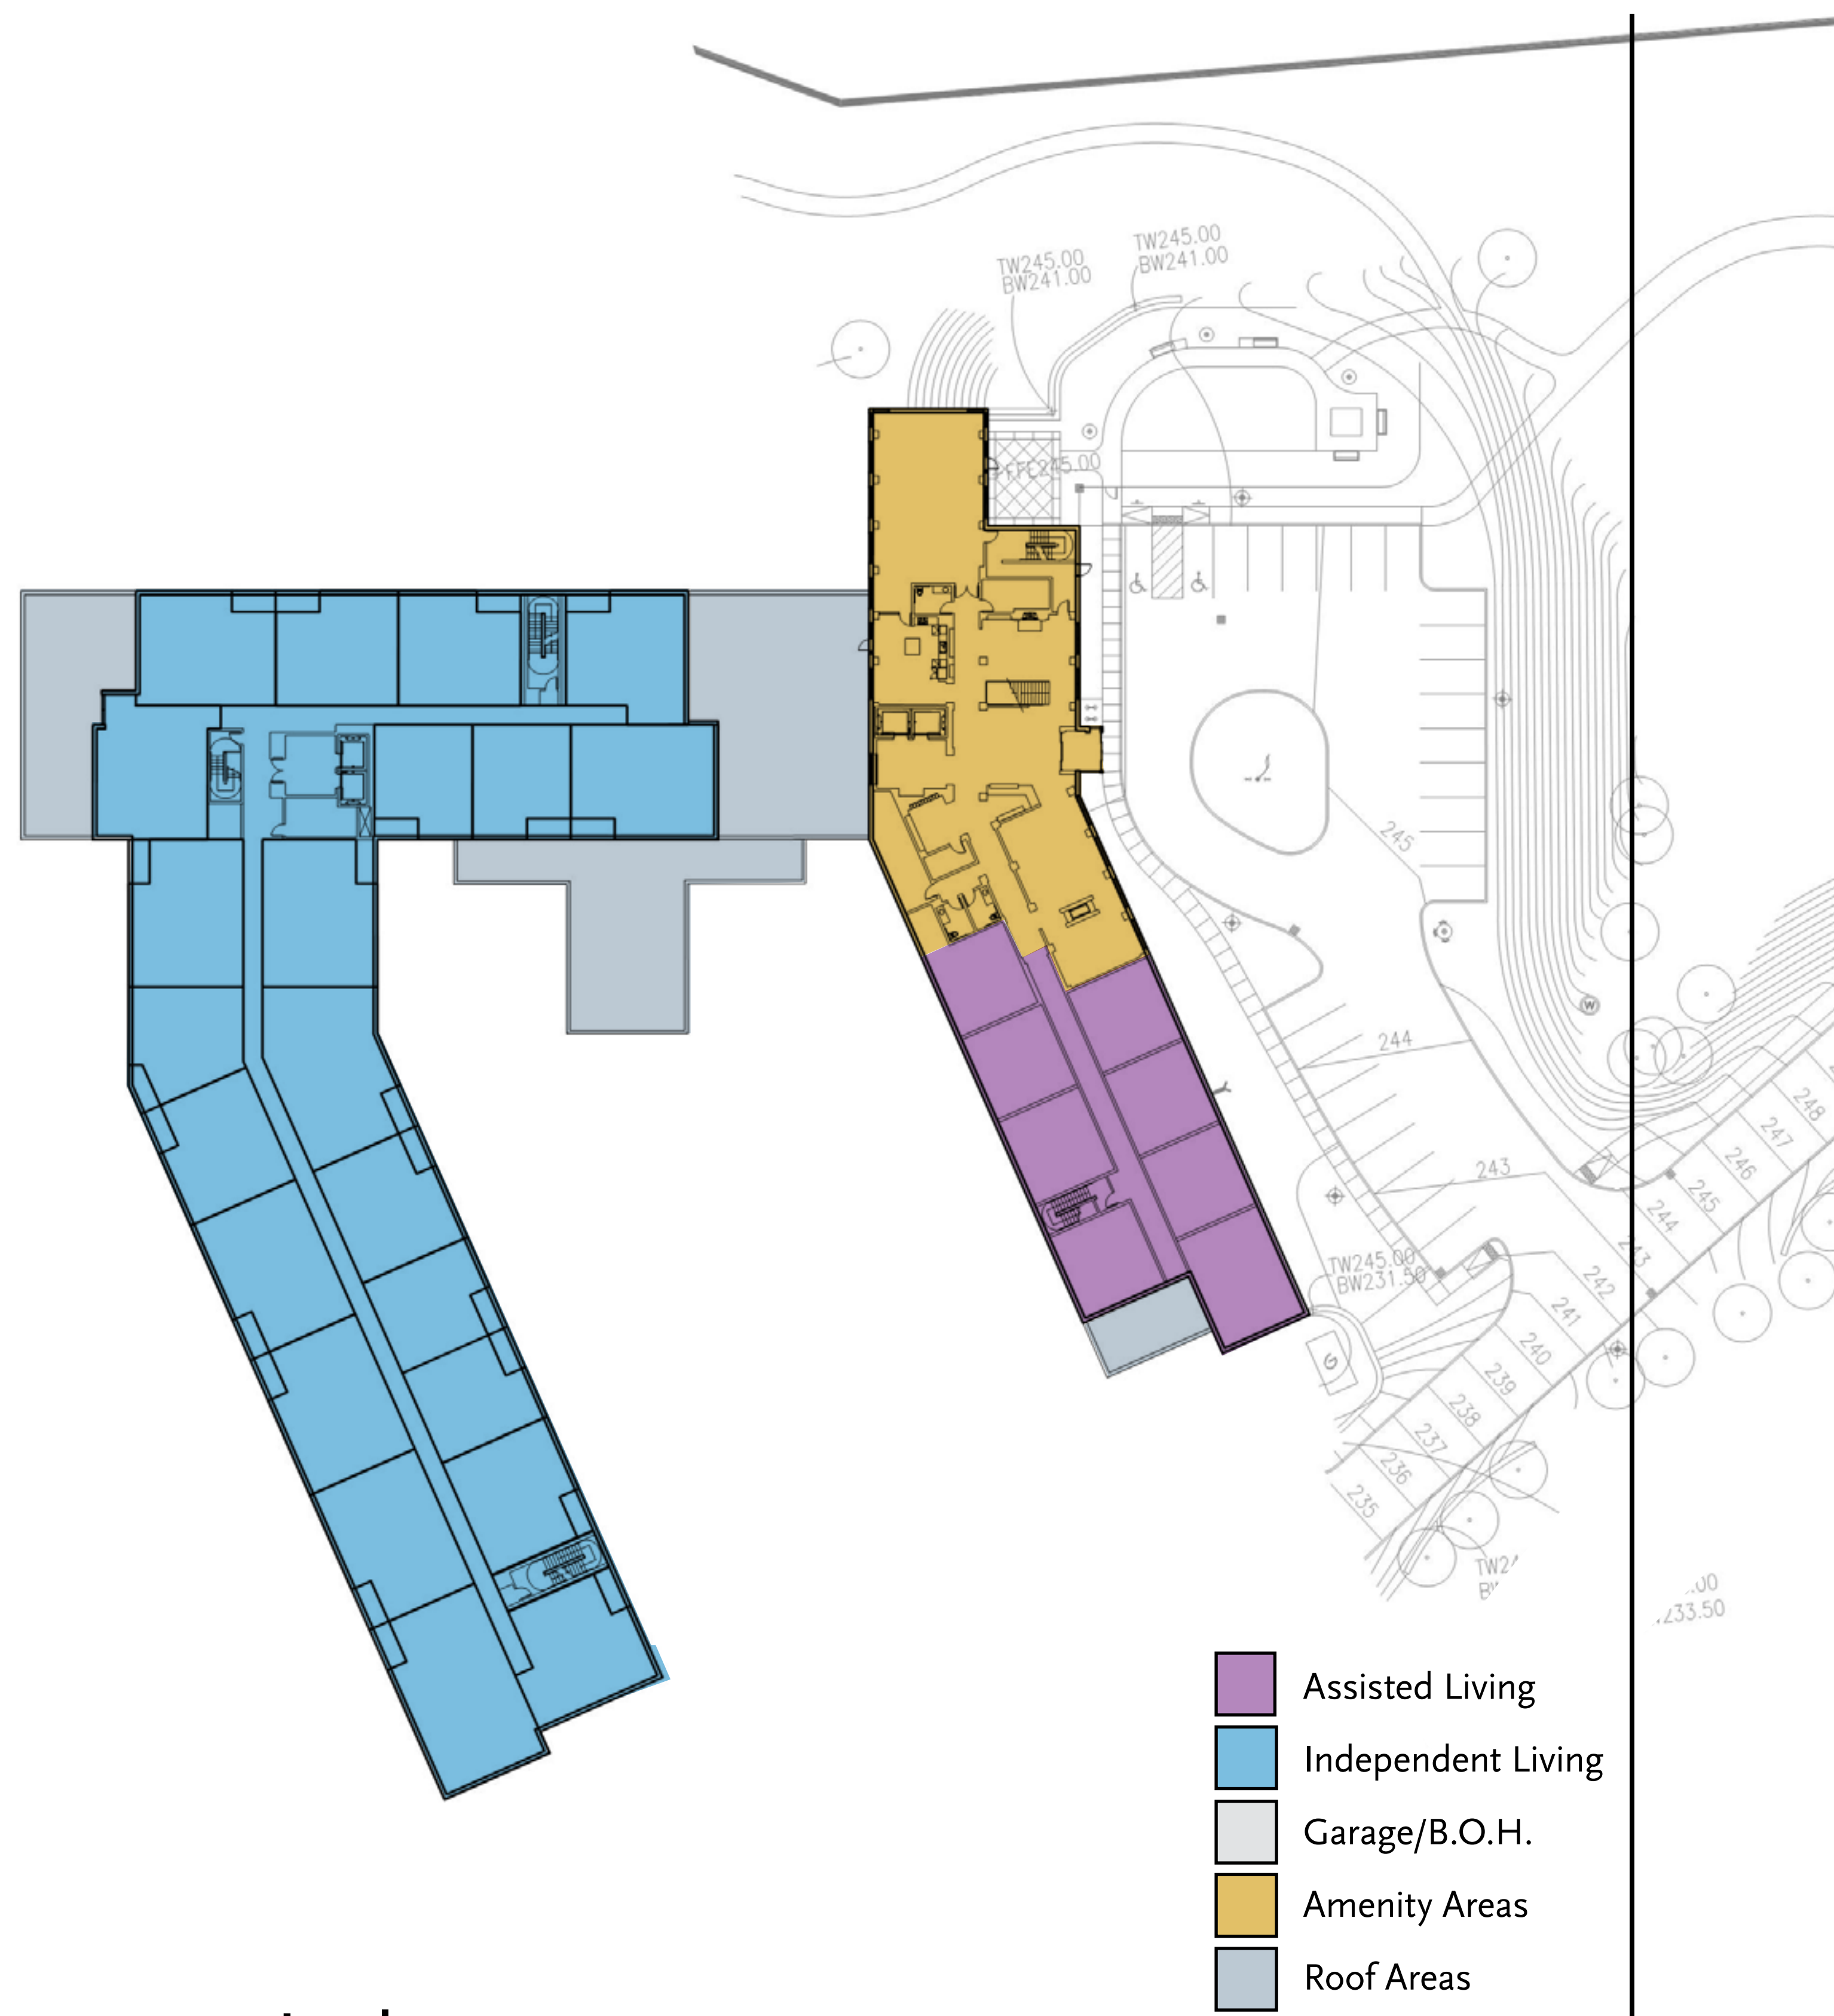 TW245.00
BW241.00
TW245.00
BW241.00
FFE245.00
245
244
243
W
248
247
246
245
244
243
242
241
240
239
238
237
236
235
TW245.00
BW231.50
G
Assisted Living
Independent Living
Garage/B.O.H.
Amenity Areas
Roof Areas